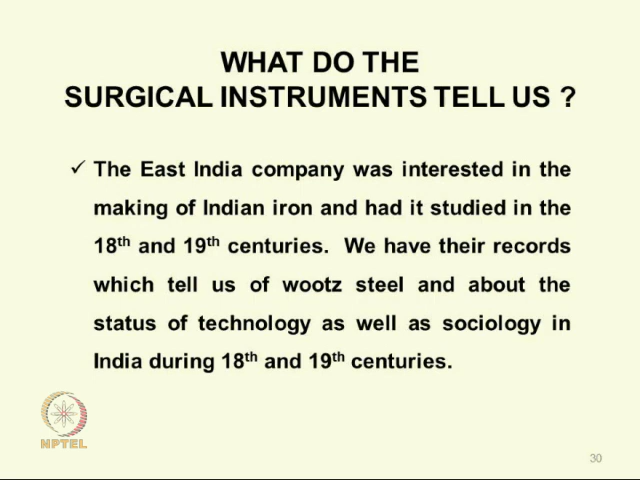 WHAT DO THE
SURGICAL INSTRUMENTS TELL US ?
✓ The East India company was interested in the
making of Indian iron and had it studied in the
18th and 19th centuries. We have their records
which tell us of wootz steel and about the
status of technology as well as sociology in
India during 18th and 19th centuries.
NPTEL
30